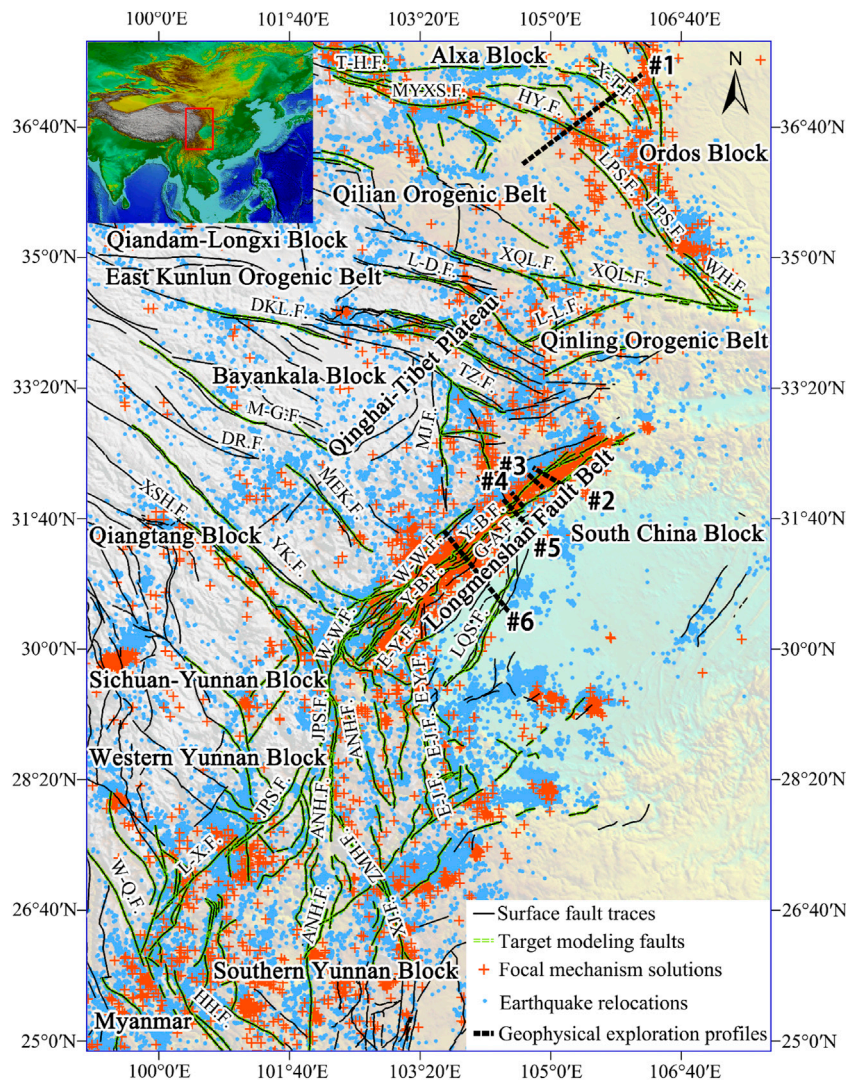 100°0′E 101°40′E 103°20′E 105°0′E 106°40′E
N
T-H.F.
Alxa Block
#1
X-T-F.
MYXS.F.
HY.F.
36°40′N
36°40′N
Ordos Block
LPS.F.
Qilian Orogenic Belt
LPS.F.
Qiandam-Longxi Block
35°0′N
35°0′N
XQL.F.
WH.F.
L-D.F.
XQL.F.
East Kunlun Orogenic Belt
DKL.F.
L-L.F.
Qinling Orogenic Belt
Qinghai-Tibet Plateau
Bayankala Block
TZ.F.
33°20′N
33°20′N
M-G.F
MJ.F.
DR.F
#3
#4
#2
MEK.F.
XSH.F.
31°40′N
31°40′N
Qiangtang Block
Y-B.F.
G-A.F.
South China Block
#5
YK.F.
W-W.F.
Y-B.F.
Longmenshan Fault Belt
#6
W-W.F.
30°0′N
30°0′N
E-Y.F.
LQS.F.
Sichuan-Yunnan Block
E-Y.F.
JPS.F.
ANH.F.
E-J.F.
Western Yunnan Block
28°20′N
28°20′N
JPS.F.
E-J.F.
ANH.F.
L-X.F.
ZMH.F.
W-Q.F.
26°40′N
26°40′N
ANH.F.
XJ.F.
Surface fault traces
Target modeling faults
Southern Yunnan Block
Focal mechanism solutions
HH.F.
Earthquake relocations
Myanmar
Geophysical exploration profiles
25°0′N
25°0′N
100°0′E 101°40′E 103°20′E 105°0′E 106°40′E